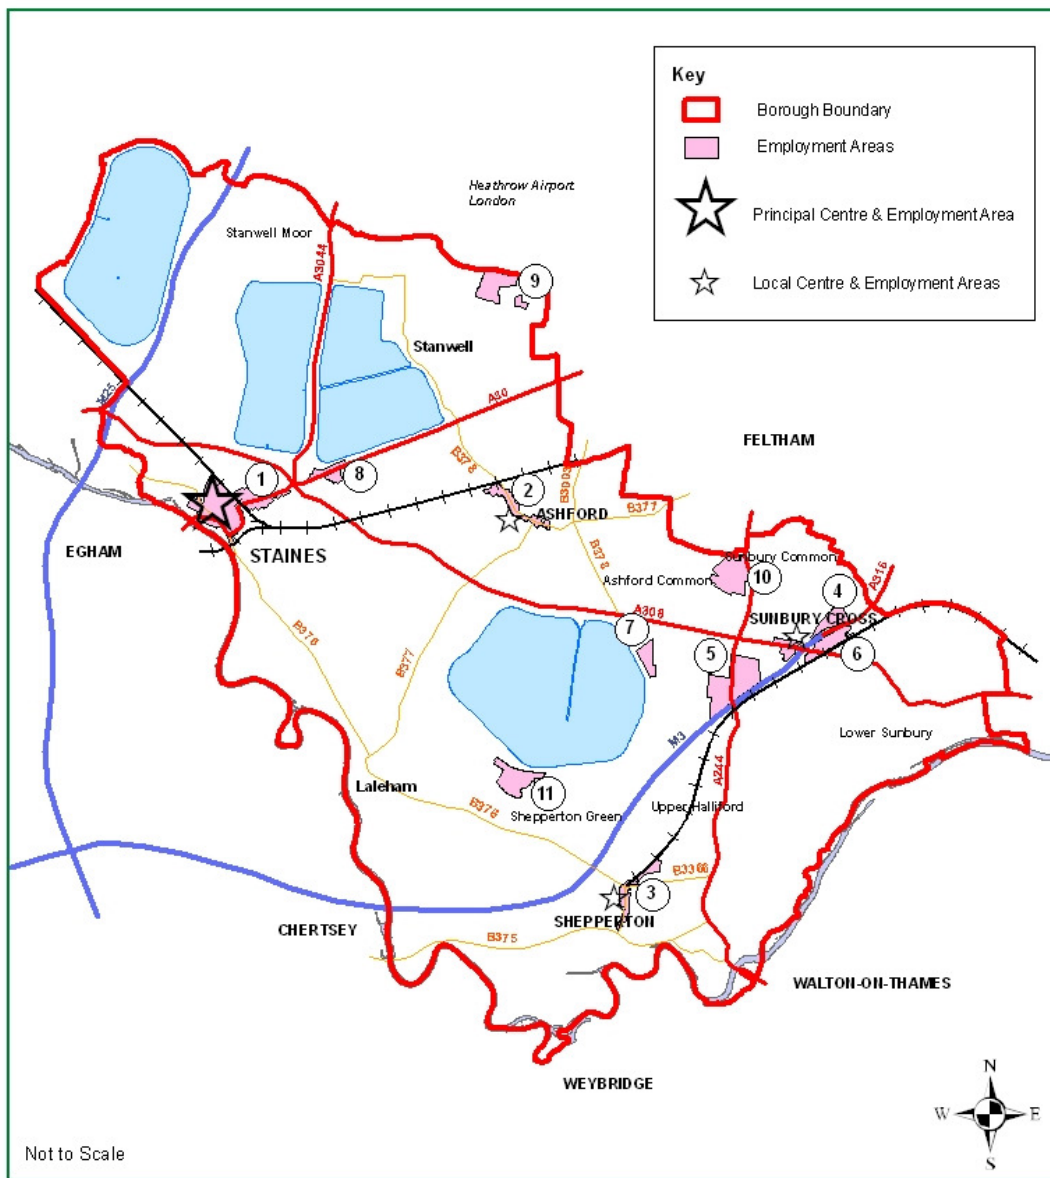 Key
Borough Boundary
Employment Areas
Principal Centre & Employment Area
Local Centre & Employment Areas
Heathrow Airport
London
Stanwell Moor
A3044
9
Stanwell
M25
A30
FELTHAM
B378
B3003
1
8
2
ASHFORD
B377
EGHAM
STAINES
Sunbury Common
A316
Ashford Common
10
B378
4
A308
SUNBURY CROSS
7
5
6
B376
B377
M3
Lower Sunbury
A244
Laleham
11
B376
Shepperton Green
Upper Halliford
B3366
3
SHEPPERTON
CHERTSEY
B375
WALTON-ON-THAMES
WEYBRIDGE
N
W
E
S
Not to Scale